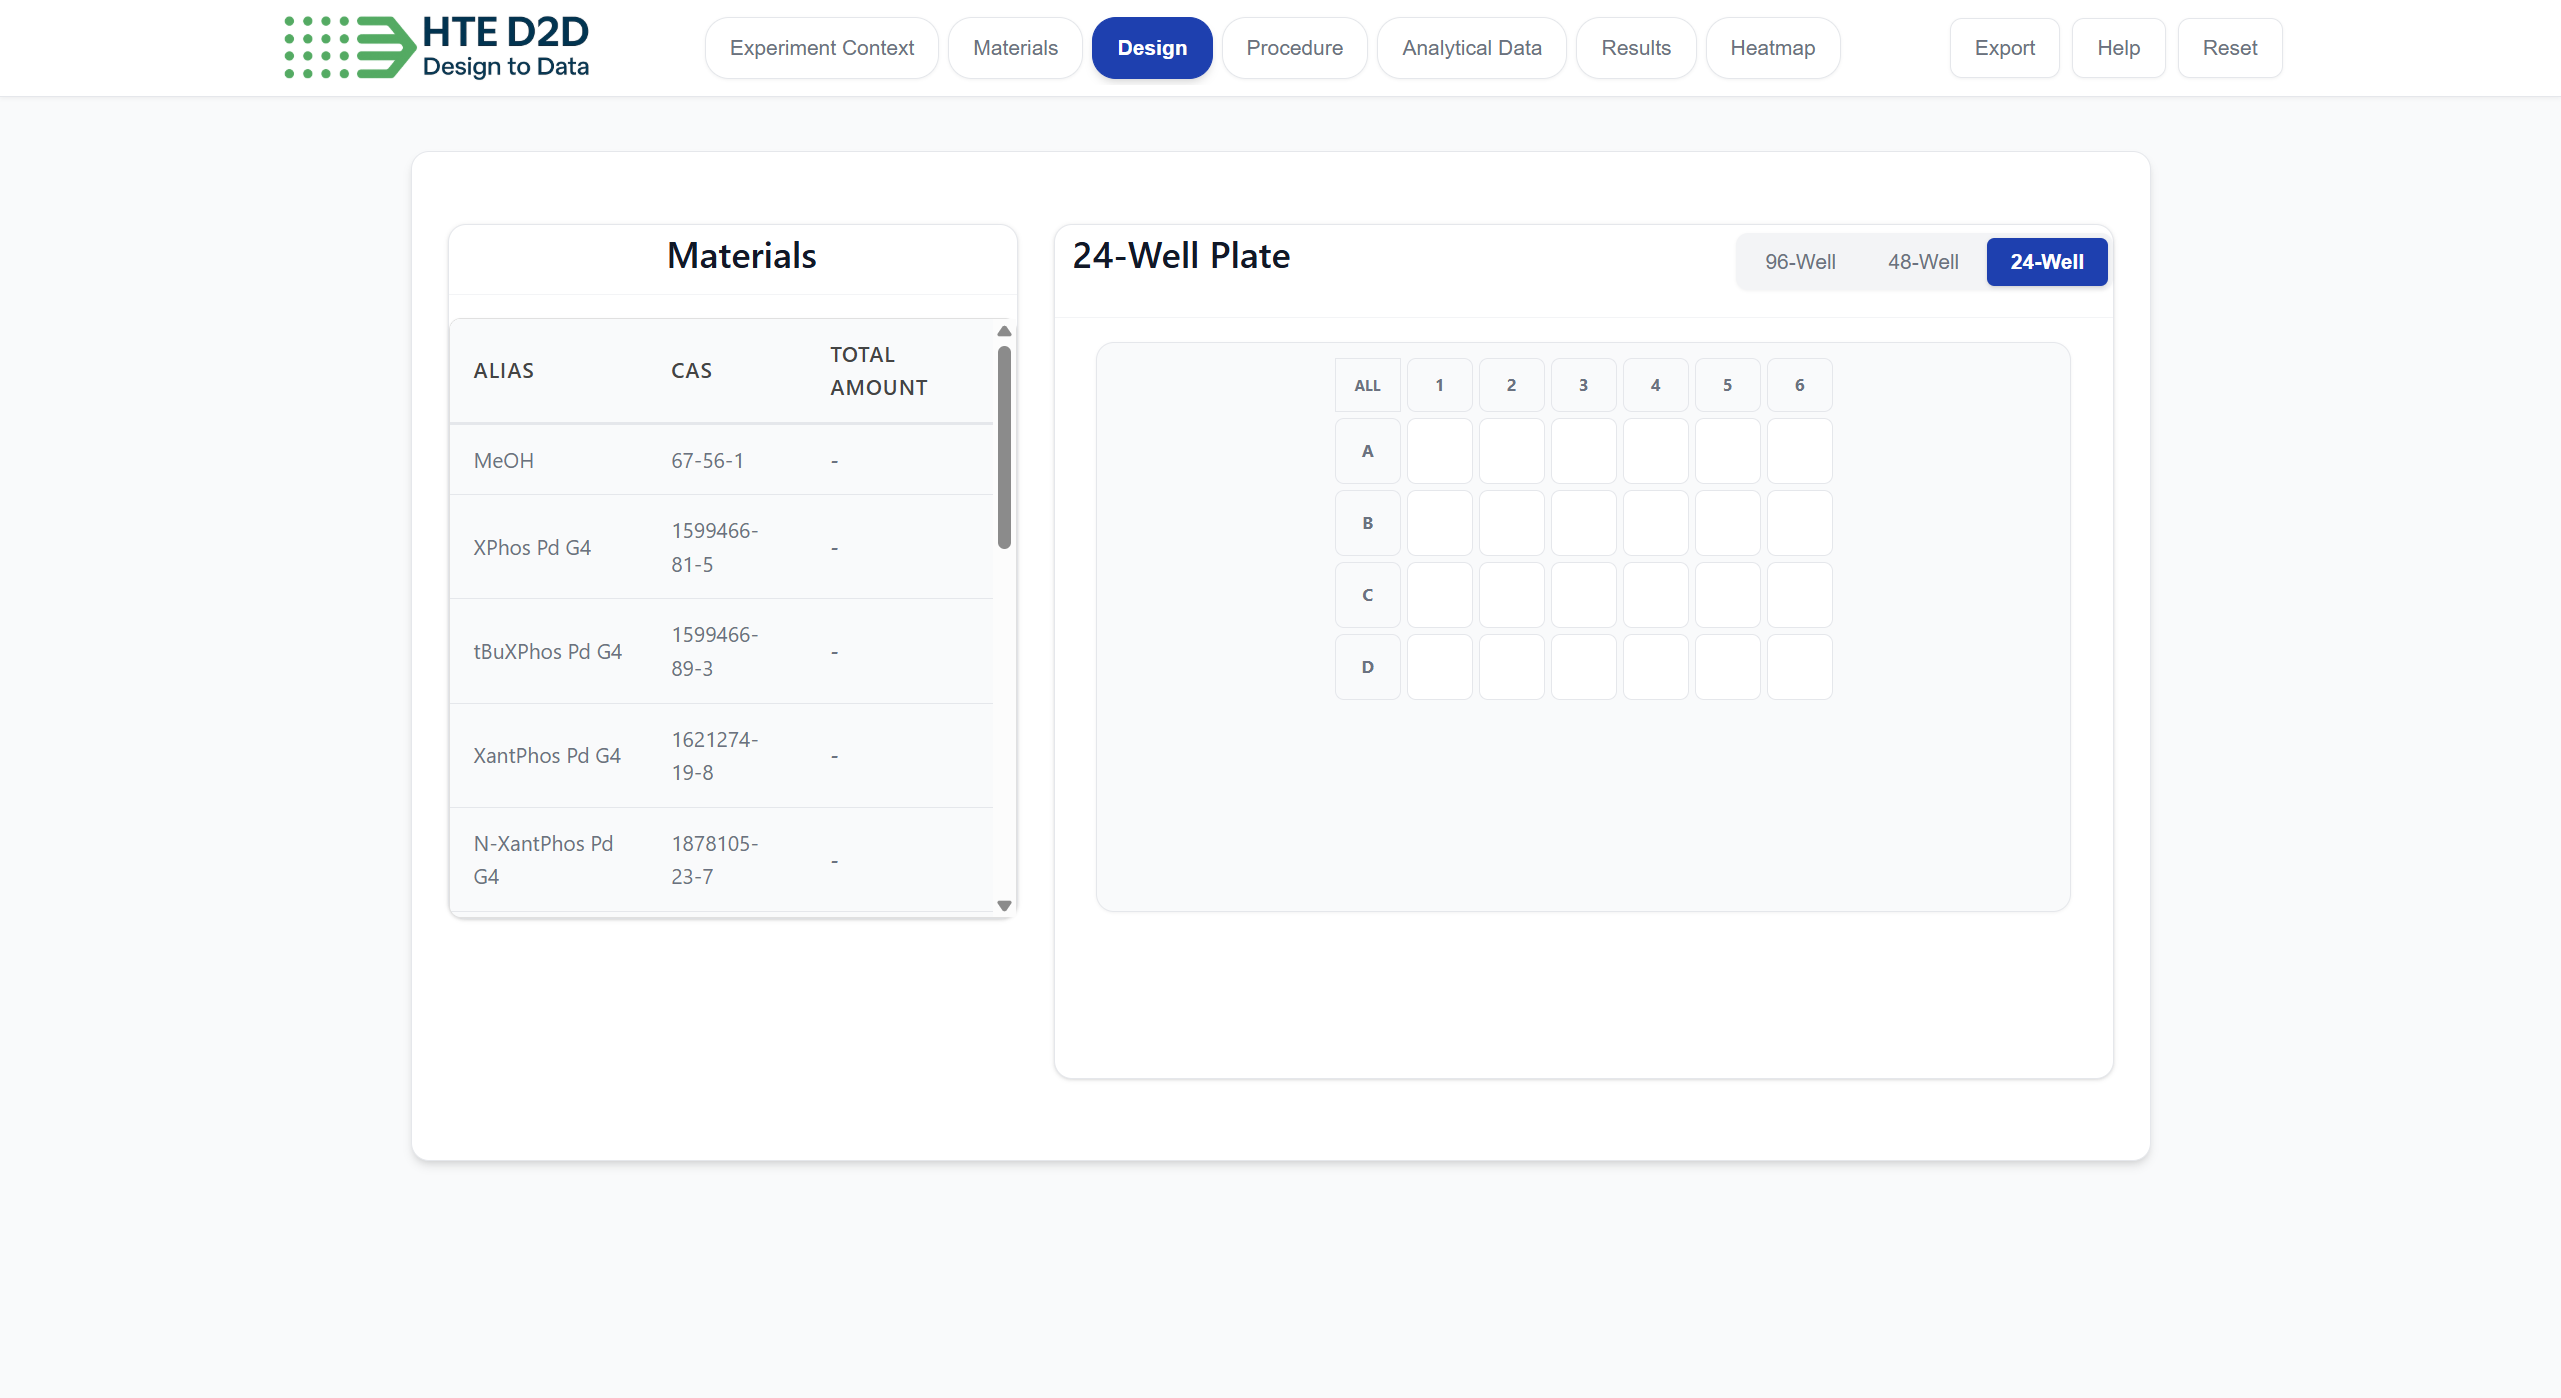 HTE D2D
Design to Data
Experiment Context
Materials
Design
Procedure
Analytical Data
Results
Heatmap
Export
Help
Reset
Materials
ALIAS
CAS
TOTAL
AMOUNT
MeOH
67-56-1
-
XPhos Pd G4
1599466-
81-5
-
tBuXPhos Pd G4
1599466-
89-3
-
XantPhos Pd G4
1621274-
19-8
-
N-XantPhos Pd
G4
1878105-
23-7
-
24-Well Plate
96-Well
48-Well
24-Well
ALL
1
2
3
4
5
6
A
B
C
D